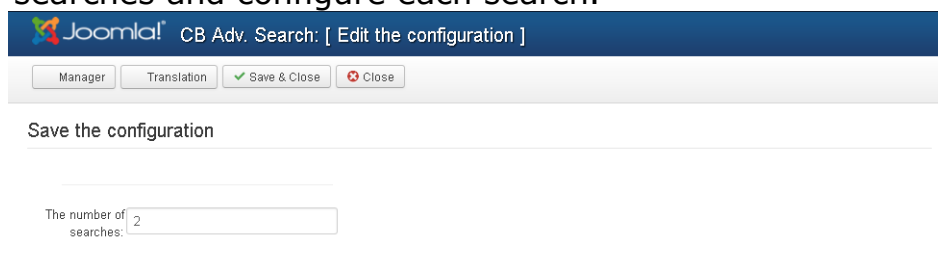 searches and configure each search.
Joomla!® CB Adv. Search: [ Edit the configuration ]
Manager Translation Save & Close Close
Save the configuration
The number of
searches: 2